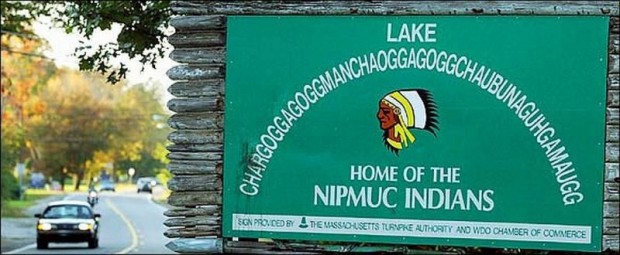 LAKE
CHARGOGGAGOGGMANCHAOGGAGOGGCHAUBUNAGUHGAMAUGG
HOME OF THE
NIPMUC INDIANS
SIGN PROVIDED BY THE MASSACHUSETTS TURNPIKE AUTHORITY AND WDO CHAMBER OF COMMERCE